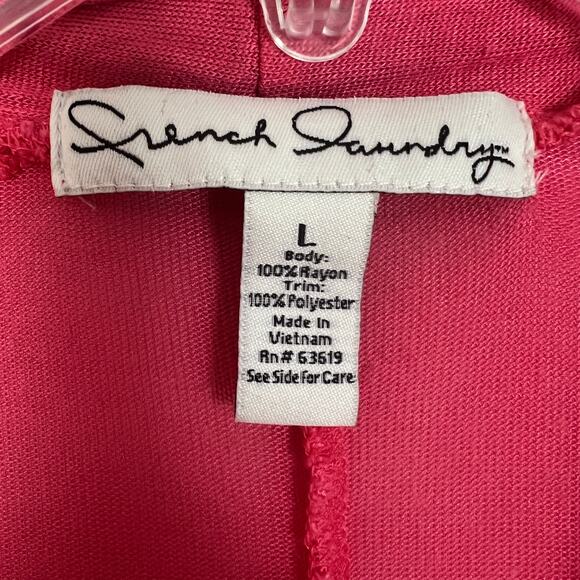 French Laundry™
L
Body:
100% Rayon
Trim:
100% Polyester
Made In
Vietnam
Rn# 63619
See Side For Care